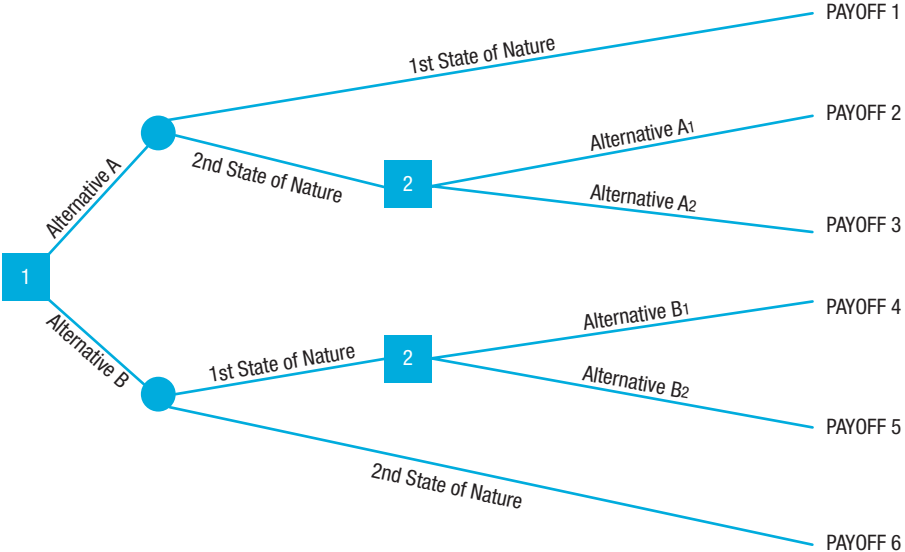 PAYOFF 1
1st State of Nature
PAYOFF 2
Alternative A1
2nd State of Nature
2
Alternative A
Alternative A2
PAYOFF 3
1
PAYOFF 4
Alternative B1
Alternative B
1st State of Nature
2
Alternative B2
PAYOFF 5
2nd State of Nature
PAYOFF 6